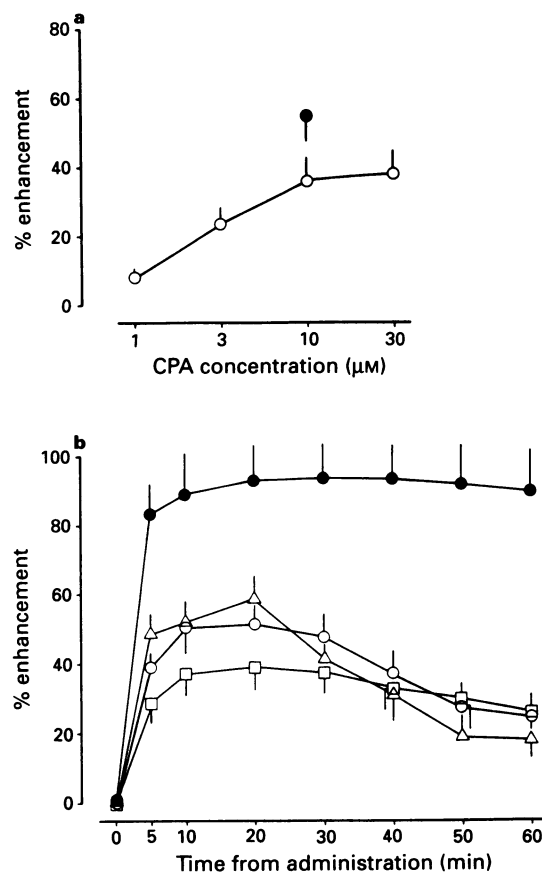 a
80
60
40
20
0
% enhancement
1 3 10 30
CPA concentration (μM)
b
100
80
60
40
20
0
% enhancement
0 5 10 20 30 40 50 60
Time from administration (min)